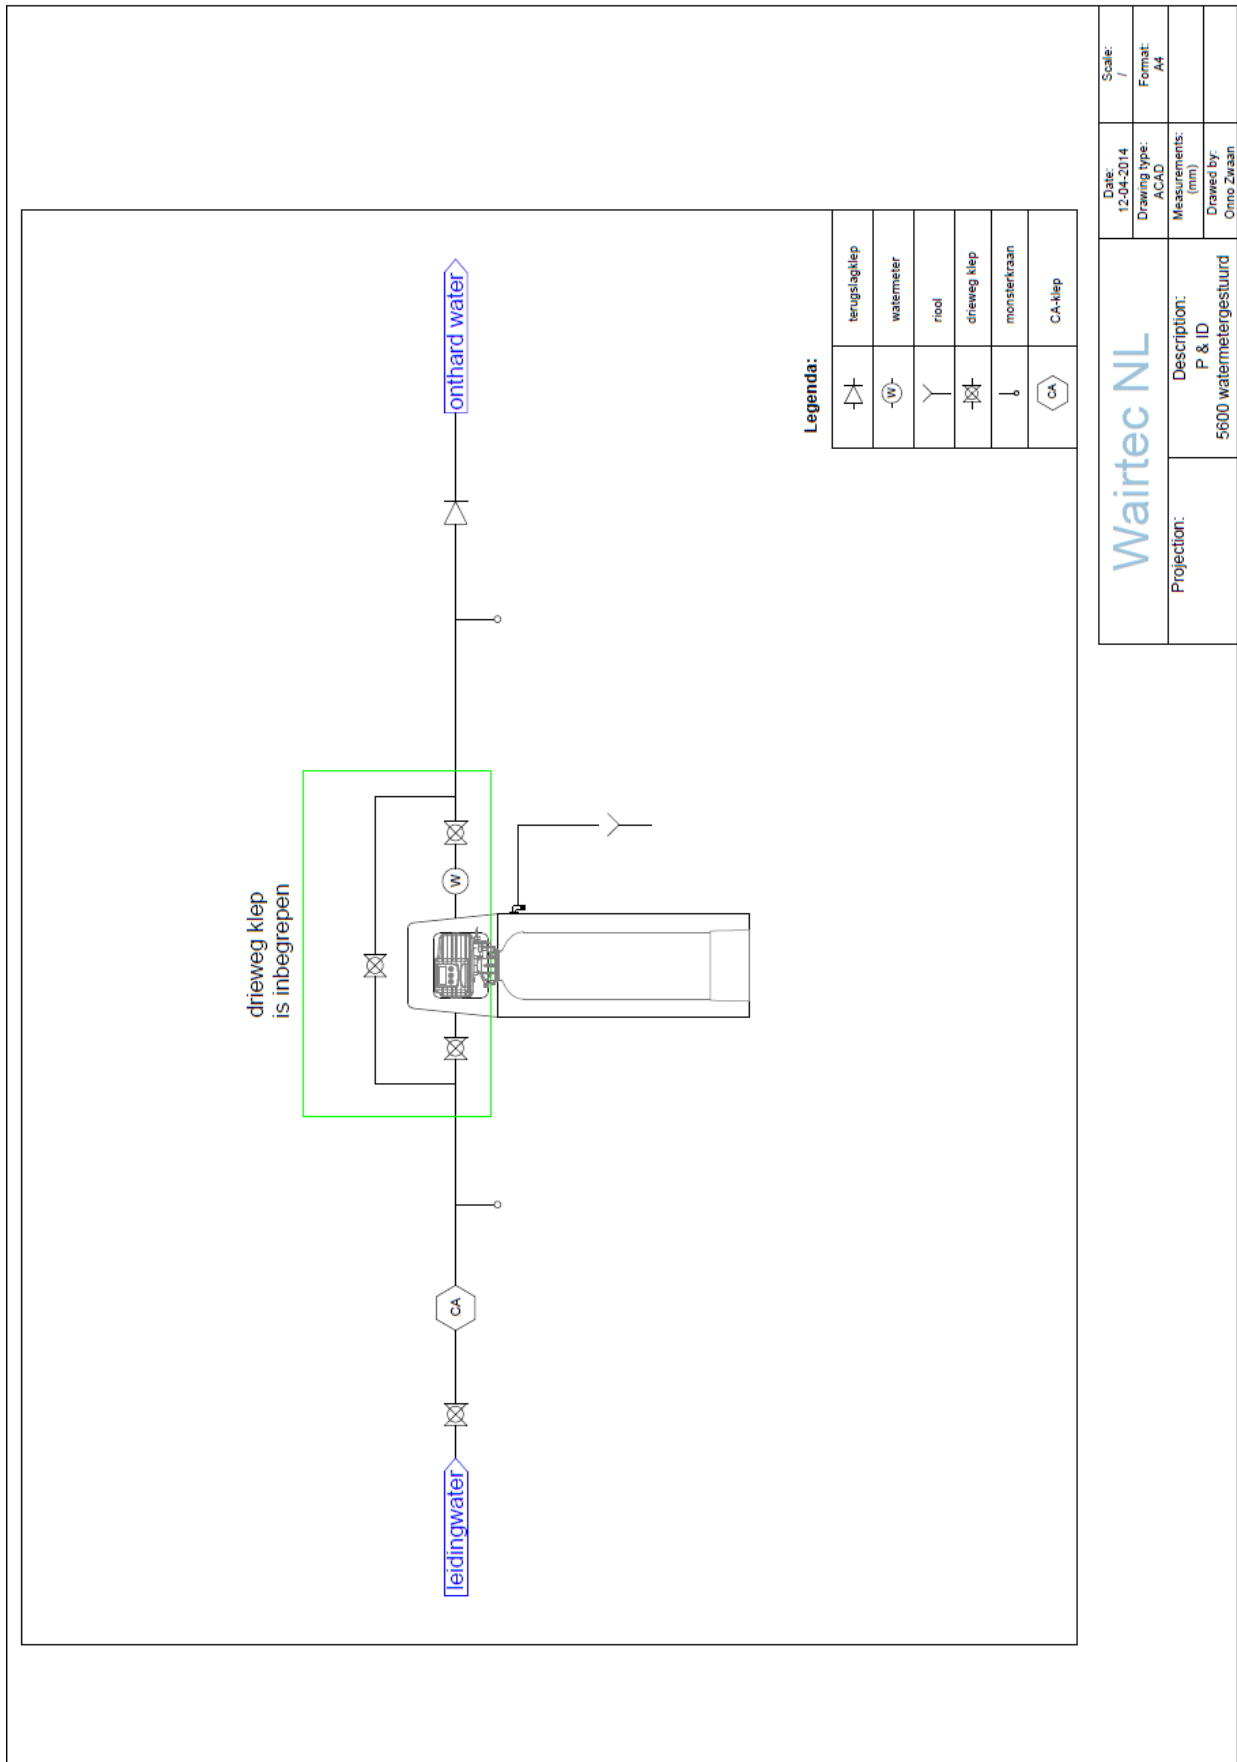 drieweg klep
is inbegrepen
leidingwater
CA
W
onthard water
Legenda:
terugslagklep
W
watermeter
riool
drieweg klep
monsterkraan
CA
CA-klep
Wairtec NL
Date:
12-04-2014
Scale:
/
Drawing type:
ACAD
Format:
A4
Projection:
Description:
P & ID
5600 watermetergestuurd
Measurements:
(mm)
Drawed by:
Onno Zwaan